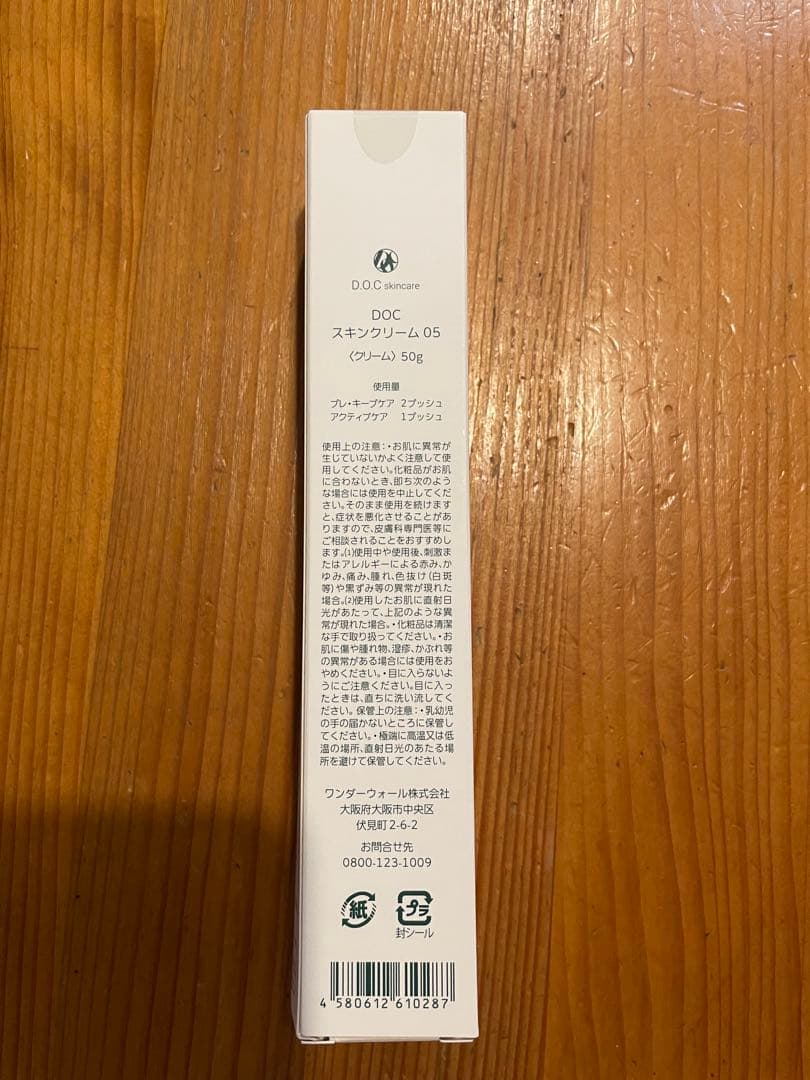 D.O.C skincare
DOC
スキンクリーム 05
〈クリーム〉 50g
使用量
プレ・キープケア 2プッシュ
アクティブケア 1プッシュ
使用上の注意：・お肌に異常が
生じていないかよく注意して使
用してください。化粧品がお肌
に合わないとき、即ち次のよう
な場合には使用を中止してくだ
さい。そのまま使用を続けます
と、症状を悪化させることがあ
りますので、皮膚科専門医等に
ご相談されることをおすすめし
ます。(1)使用中や使用後、刺激ま
たはアレルギーによる赤み、か
ゆみ、痛み、腫れ、色抜け(白斑
等)や黒ずみ等の異常が現れた
場合。(2)使用したお肌に直射日
光があたって、上記のような異
常が現れた場合。・化粧品は清潔
な手で取り扱ってください。・お
肌に傷や腫れ物、湿疹、かぶれ等
の異常がある場合には使用をお
やめください。・目に入らないよ
うにご注意ください。目に入っ
たときは、直ちに洗い流してく
ださい。保管上の注意：・乳幼児
の手の届かないところに保管し
てください。・極端に高温又は低
温の場所、直射日光のあたる場
所を避けて保管してください。
ワンダーウォール株式会社
大阪府大阪市中央区
伏見町 2-6-2
お問合せ先
0800-123-1009
紙 プラ
封シール
4 580612 610287